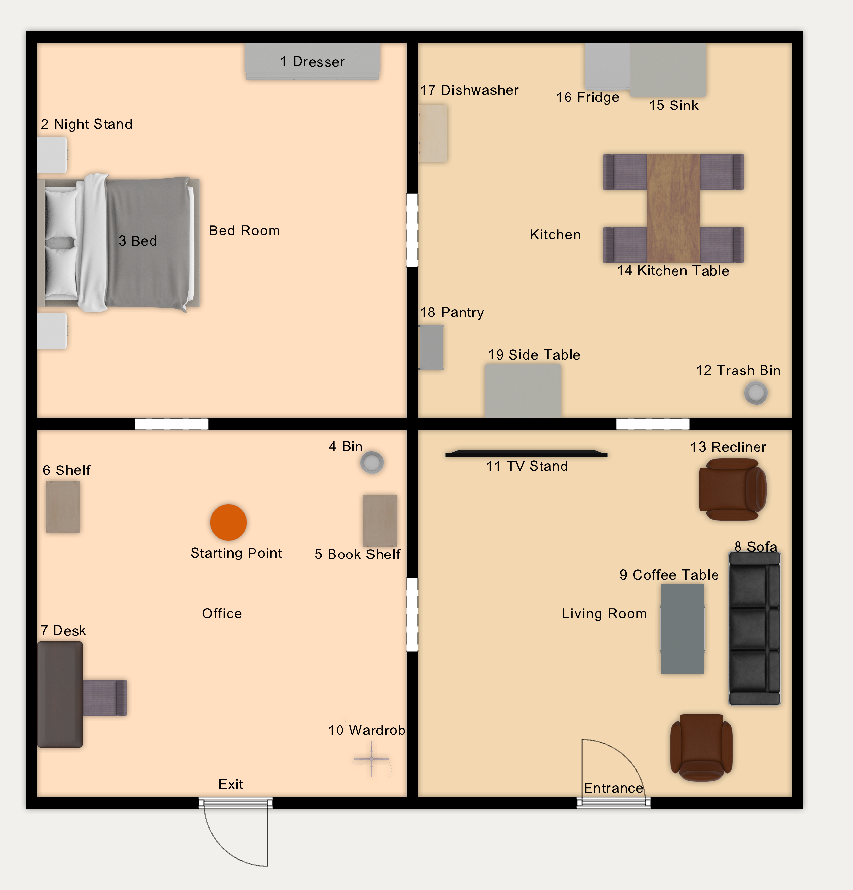 1 Dresser
2 Night Stand
3 Bed
Bed Room
17 Dishwasher
16 Fridge
15 Sink
Kitchen
14 Kitchen Table
18 Pantry
19 Side Table
12 Trash Bin
4 Bin
6 Shelf
Starting Point
5 Book Shelf
Office
7 Desk
10 Wardrob
Exit
13 Recliner
11 TV Stand
8 Sofa
9 Coffee Table
Living Room
Entrance